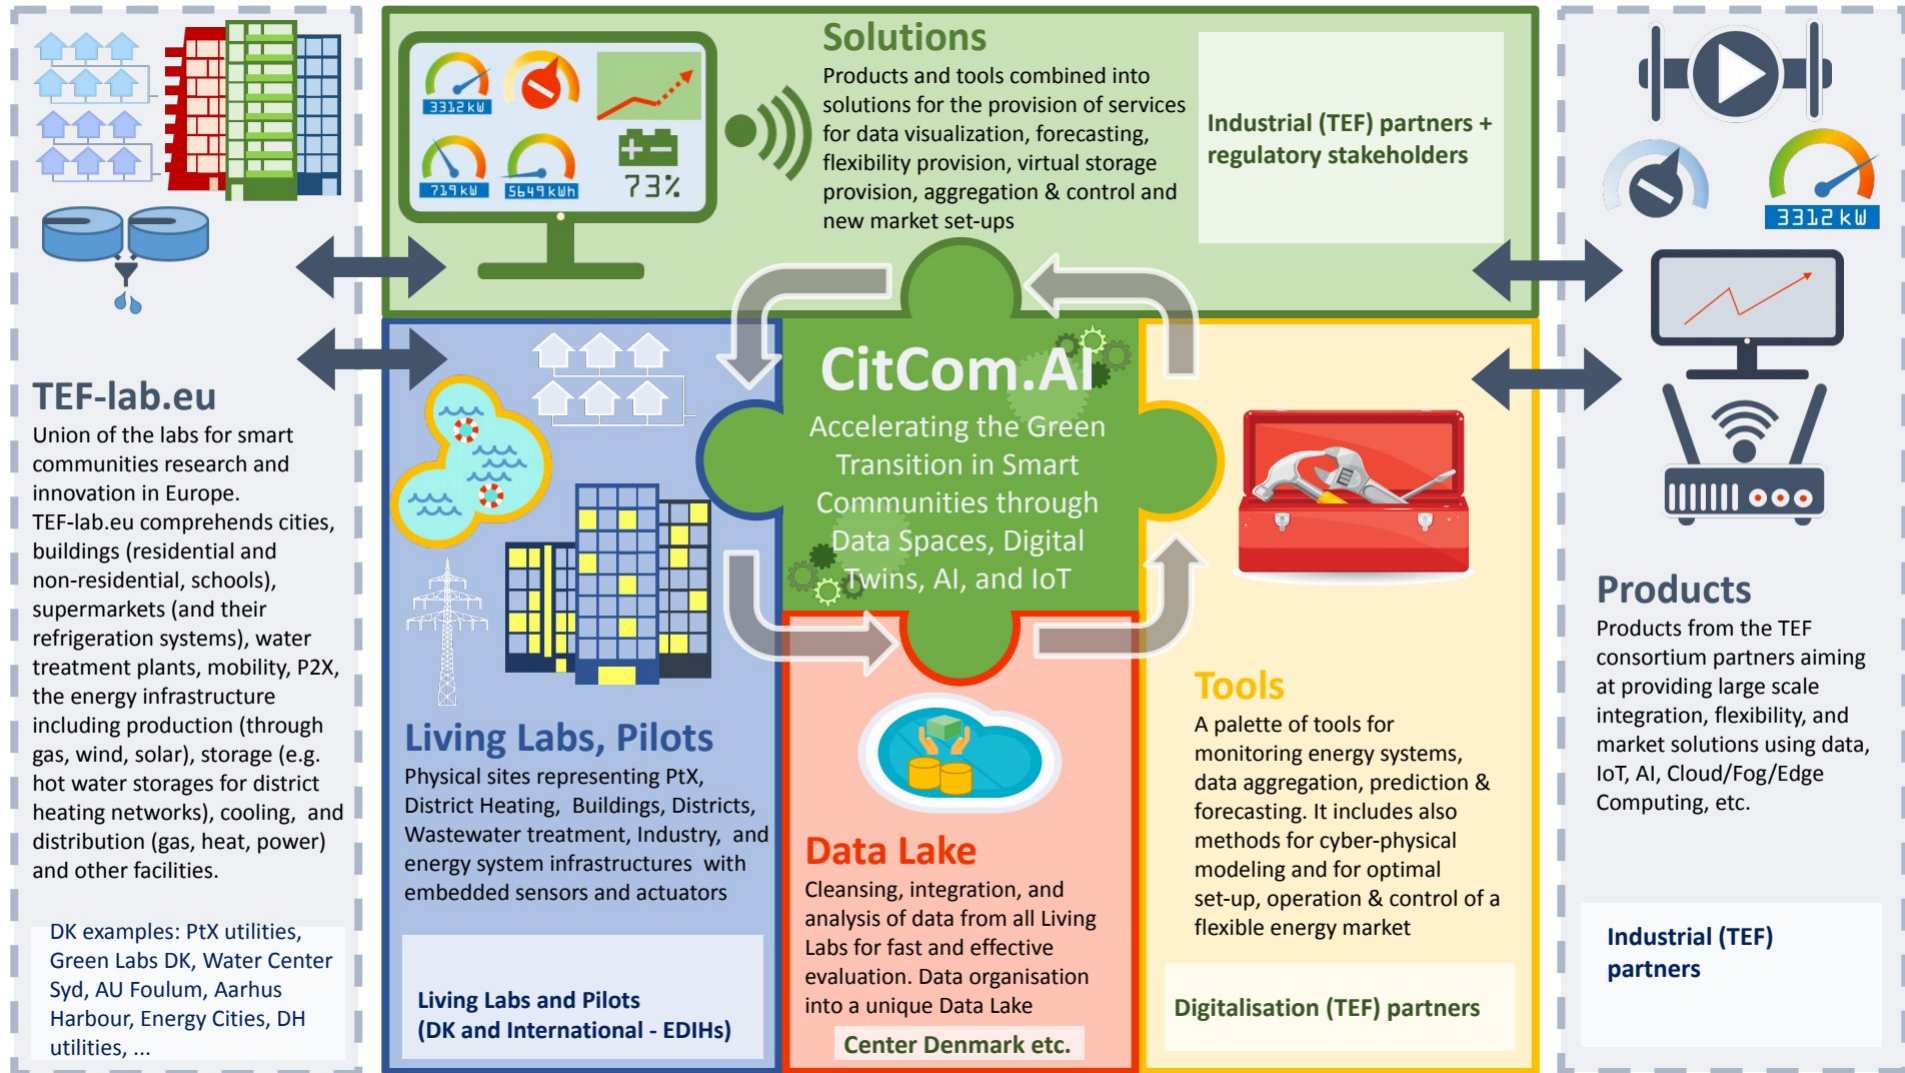 TEF-lab.eu
Union of the labs for smart
communities research and
innovation in Europe.
TEF-lab.eu comprehends cities,
buildings (residential and
non-residential, schools),
supermarkets (and their
refrigeration systems), water
treatment plants, mobility, P2X,
the energy infrastructure
including production (through
gas, wind, solar), storage (e.g.
hot water storages for district
heating networks), cooling, and
distribution (gas, heat, power)
and other facilities.
DK examples: PtX utilities,
Green Labs DK, Water Center
Syd, AU Foulum, Aarhus
Harbour, Energy Cities, DH
utilities, ...
3312 kW
719 kW
5649 kWh
73%
Solutions
Products and tools combined into
solutions for the provision of services
for data visualization, forecasting,
flexibility provision, virtual storage
provision, aggregation & control and
new market set-ups
Industrial (TEF) partners +
regulatory stakeholders
CitCom.AI
Accelerating the Green
Transition in Smart
Communities through
Data Spaces, Digital
Twins, AI, and IoT
Living Labs, Pilots
Physical sites representing PtX,
District Heating, Buildings, Districts,
Wastewater treatment, Industry, and
energy system infrastructures with
embedded sensors and actuators
Living Labs and Pilots
(DK and International - EDIHs)
Data Lake
Cleansing, integration, and
analysis of data from all Living
Labs for fast and effective
evaluation. Data organisation
into a unique Data Lake
Center Denmark etc.
Tools
A palette of tools for
monitoring energy systems,
data aggregation, prediction &
forecasting. It includes also
methods for cyber-physical
modeling and for optimal
set-up, operation & control of a
flexible energy market
Digitalisation (TEF) partners
3312 kW
Products
Products from the TEF
consortium partners aiming
at providing large scale
integration, flexibility, and
market solutions using data,
IoT, AI, Cloud/Fog/Edge
Computing, etc.
Industrial (TEF)
partners